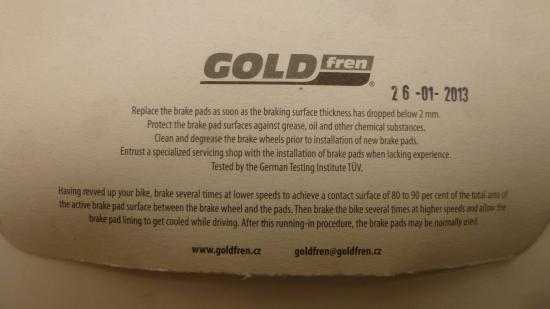 GOLD fren ®
26-01-2013
Replace the brake pads as soon as the braking surface thickness has dropped below 2 mm.
Protect the brake pad surfaces against grease, oil and other chemical substances.
Clean and degrease the brake wheels prior to installation of new brake pads.
Entrust a specialized servicing shop with the installation of brake pads when lacking experience.
Tested by the German Testing Institute TÜV.
Having revved up your bike, brake several times at lower speeds to achieve a contact surface of 80 to 90 per cent of the total area of
the active brake pad surface between the brake wheel and the pads. Then brake the bike several times at higher speeds and allow the
brake pad lining to get cooled while driving. After this running-in procedure, the brake pads may be normally used.
www.goldfren.cz goldfren@goldfren.cz